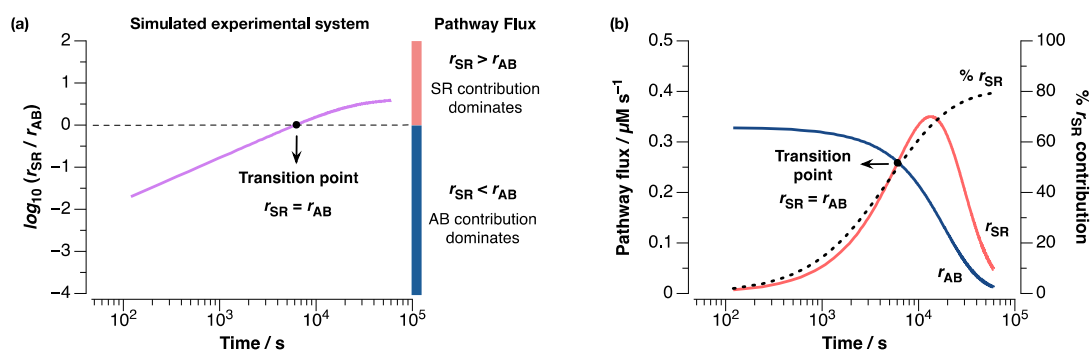 (a)
Simulated experimental system
Pathway Flux
log10 (rSR / rAB)
2
1
0
−1
−2
−3
−4
Transition point
rSR = rAB
rSR > rAB
SR contribution
dominates
rSR < rAB
AB contribution
dominates
10^2
10^3
10^4
10^5
Time / s
(b)
Pathway flux / µM s^−1
0.5
0.4
0.3
0.2
0.1
0
Transition
point
rSR = rAB
% rSR
rSR
rAB
100
80
60
40
20
0
% rSR contribution
10^2
10^3
10^4
10^5
Time / s